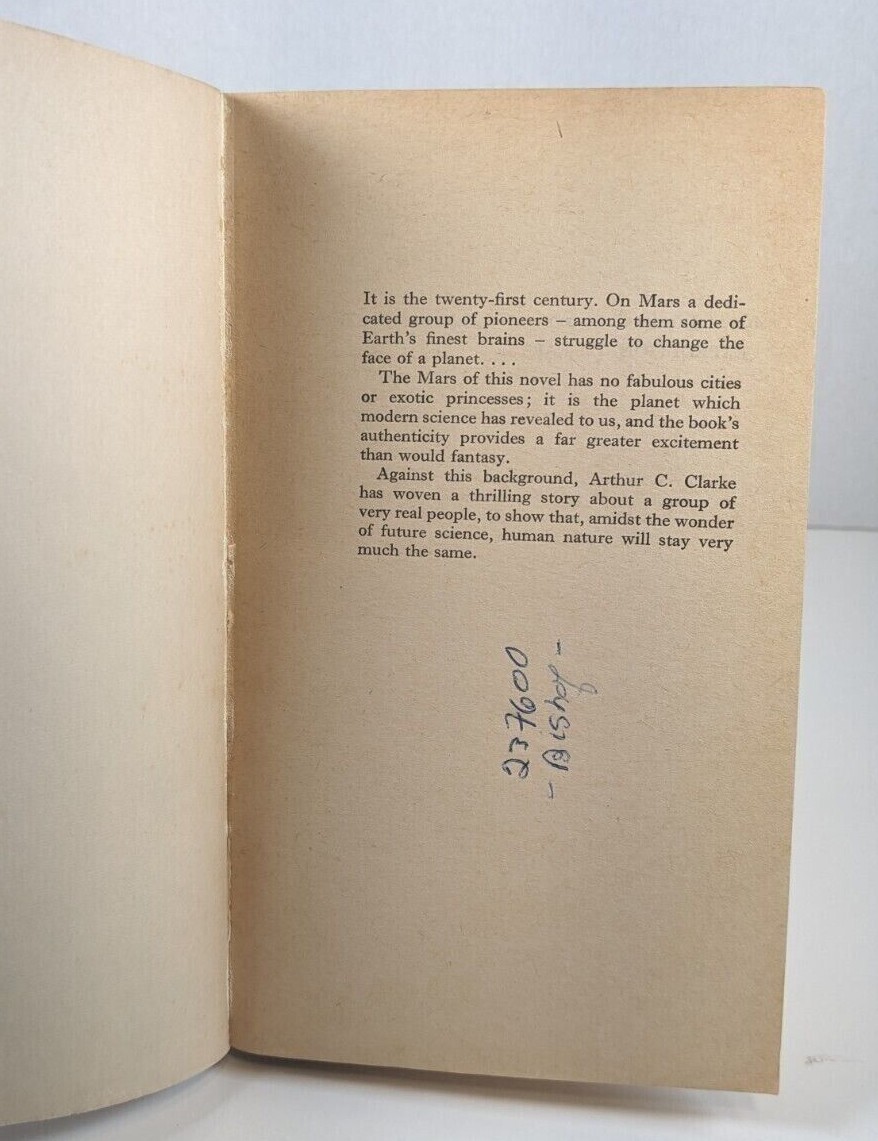 It is the twenty-first century. On Mars a dedi-
cated group of pioneers – among them some of
Earth's finest brains – struggle to change the
face of a planet. . . .
The Mars of this novel has no fabulous cities
or exotic princesses; it is the planet which
modern science has revealed to us, and the book's
authenticity provides a far greater excitement
than would fantasy.
Against this background, Arthur C. Clarke
has woven a thrilling story about a group of
very real people, to show that, amidst the wonder
of future science, human nature will stay very
much the same.
237600
- Bishop -